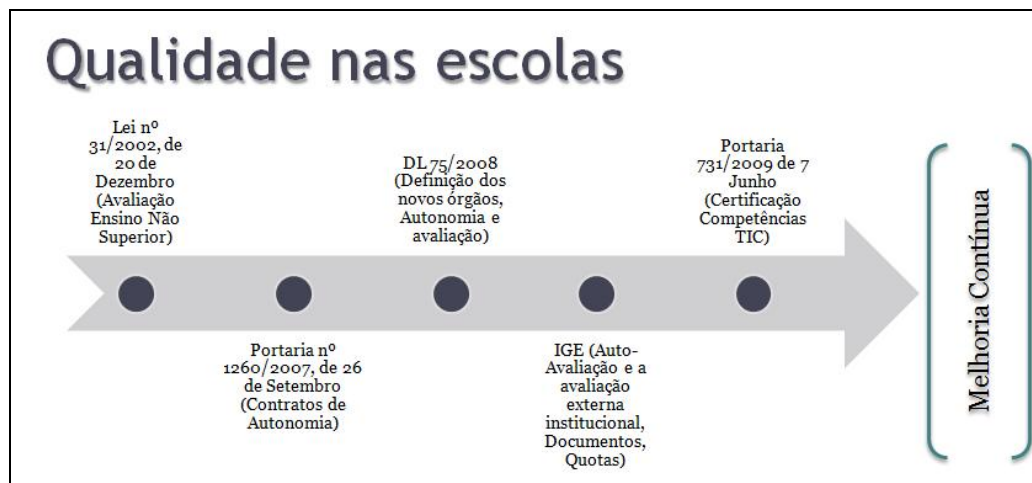 Qualidade nas escolas
Lei nº
31/2002, de
20 de
Dezembro
(Avaliação
Ensino Não
Superior)
Portaria nº
1260/2007, de 26
de Setembro
(Contratos de
Autonomia)
DL 75/2008
(Definição dos
novos órgãos,
Autonomia e
avaliação)
IGE (Auto-
Avaliação e a
avaliação
externa
institucional,
Documentos,
Quotas)
Portaria
731/2009 de 7
Junho
(Certificação
Competências
TIC)
Melhoria Contínua